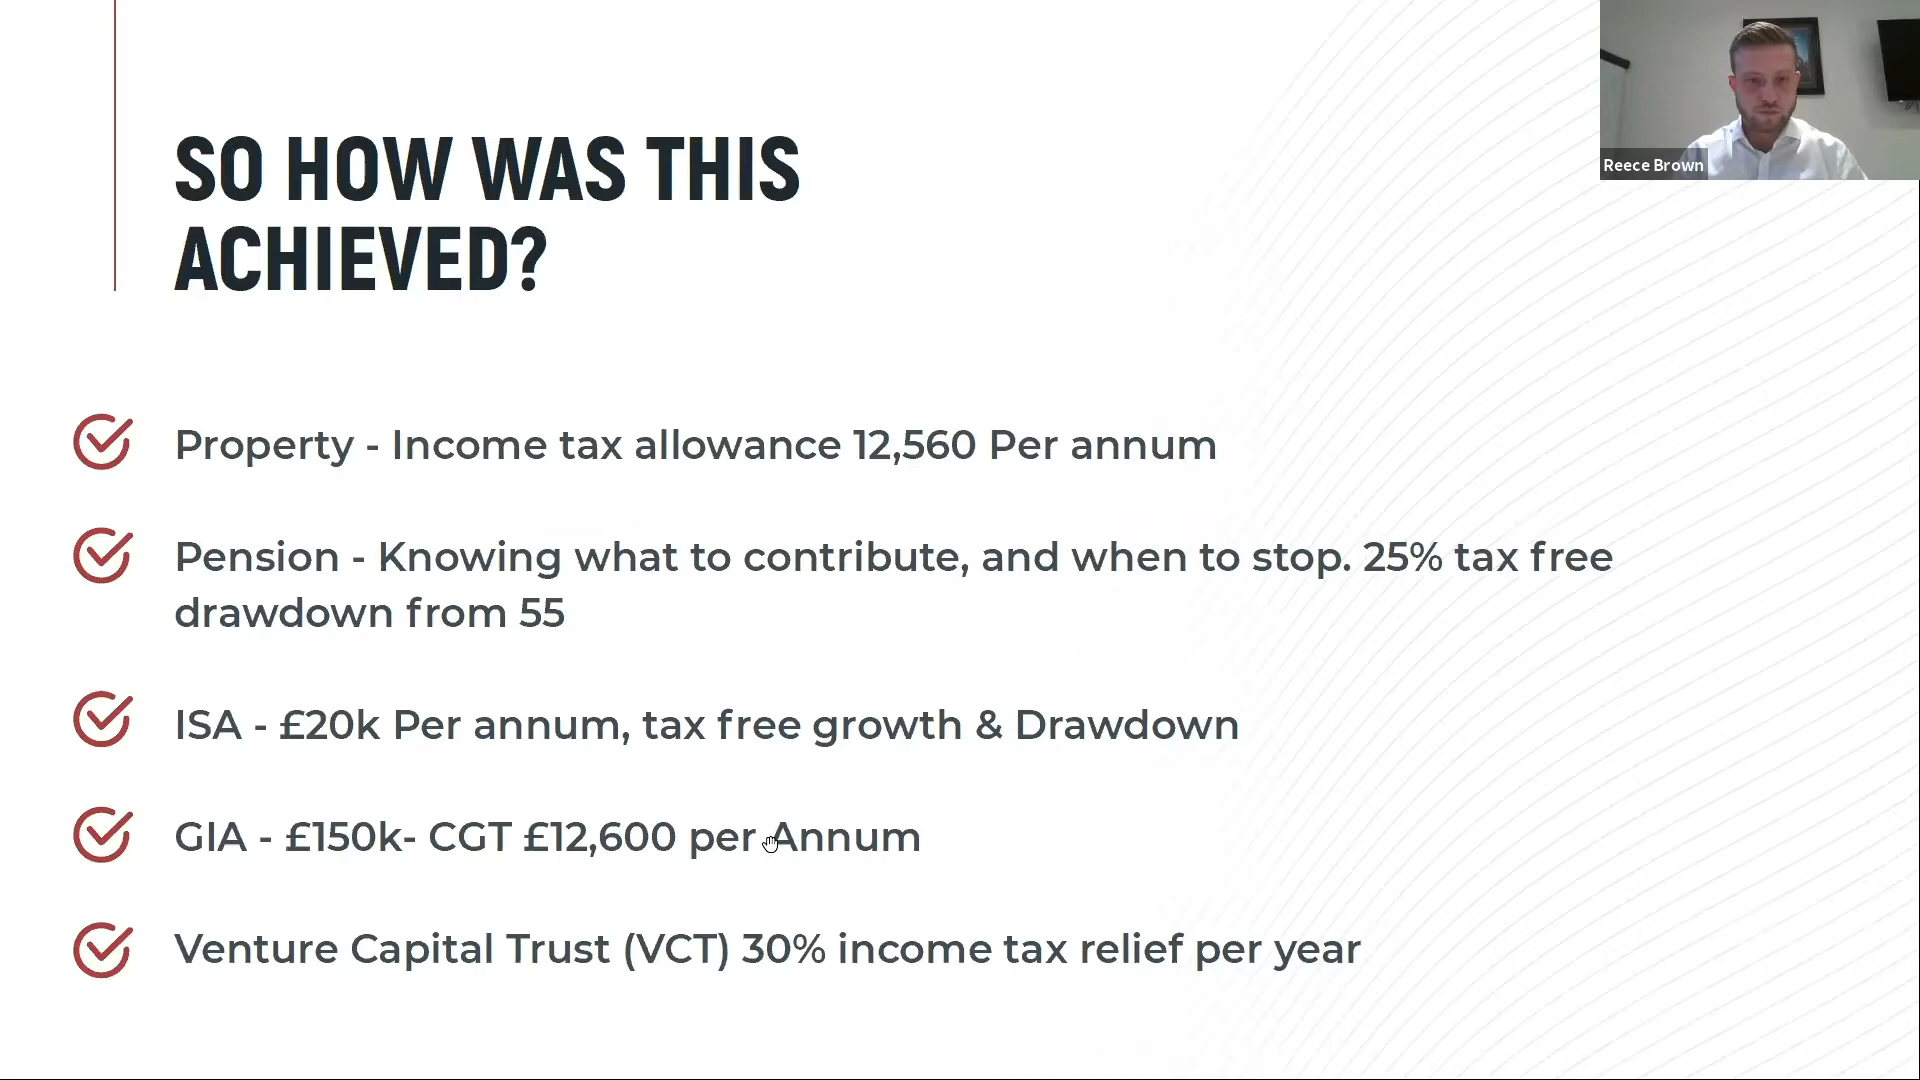 SO HOW WAS THIS
ACHIEVED?
Property - Income tax allowance 12,560 Per annum
Pension - Knowing what to contribute, and when to stop. 25% tax free
drawdown from 55
ISA - £20k Per annum, tax free growth & Drawdown
GIA - £150k- CGT £12,600 per Annum
Venture Capital Trust (VCT) 30% income tax relief per year
Reece Brown